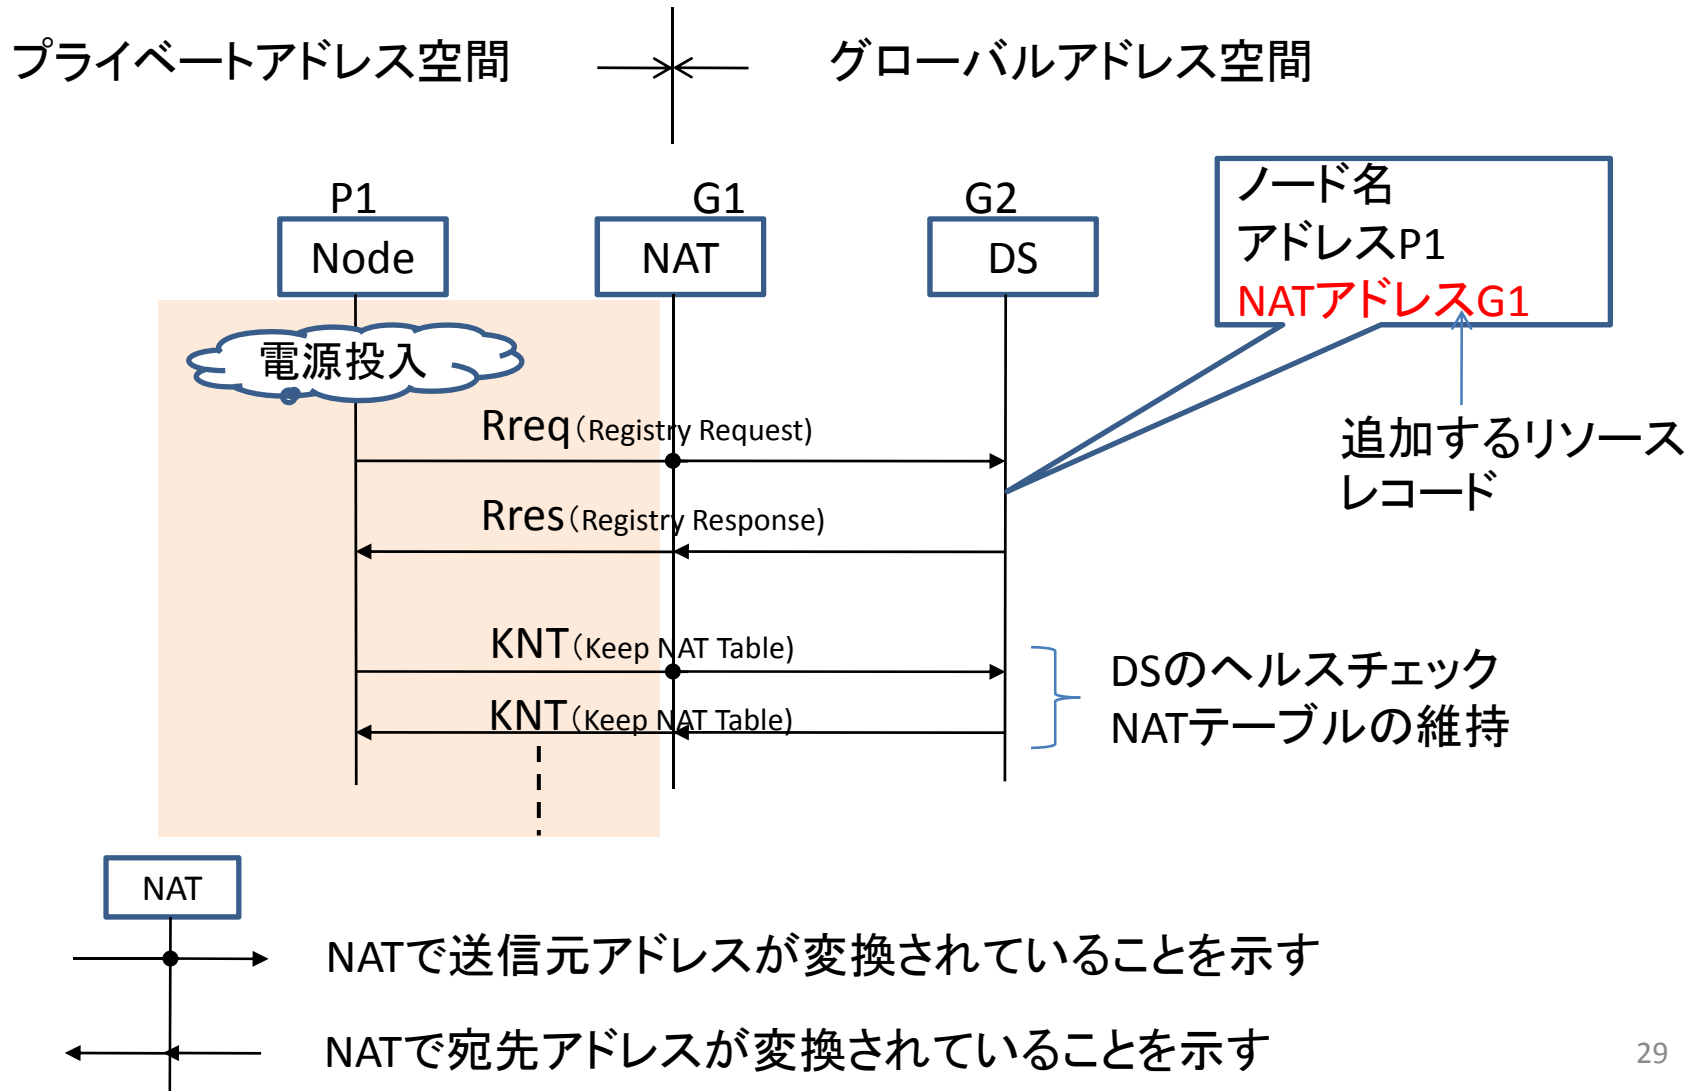 プライベートアドレス空間
グローバルアドレス空間
P1
G1
G2
Node
NAT
DS
ノード名
アドレスP1
NATアドレスG1
電源投入
追加するリソース
レコード
Rreq（Registry Request)
Rres（Registry Response)
KNT（Keep NAT Table)
KNT（Keep NAT Table)
DSのヘルスチェック
NATテーブルの維持
NAT
NATで送信元アドレスが変換されていることを示す
NATで宛先アドレスが変換されていることを示す
29